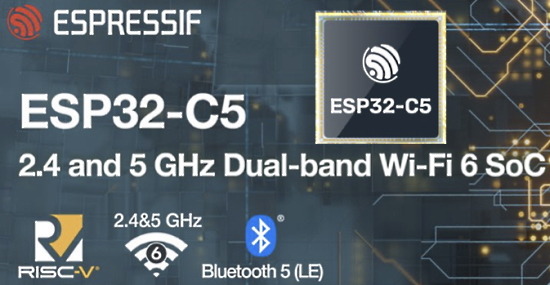 ESPRESSIF
ESP32-C5
ESP32-C5
2.4 and 5 GHz Dual-band Wi-Fi 6 SoC
2.4&5 GHz
6
RISC-V®
Bluetooth 5 (LE)
®